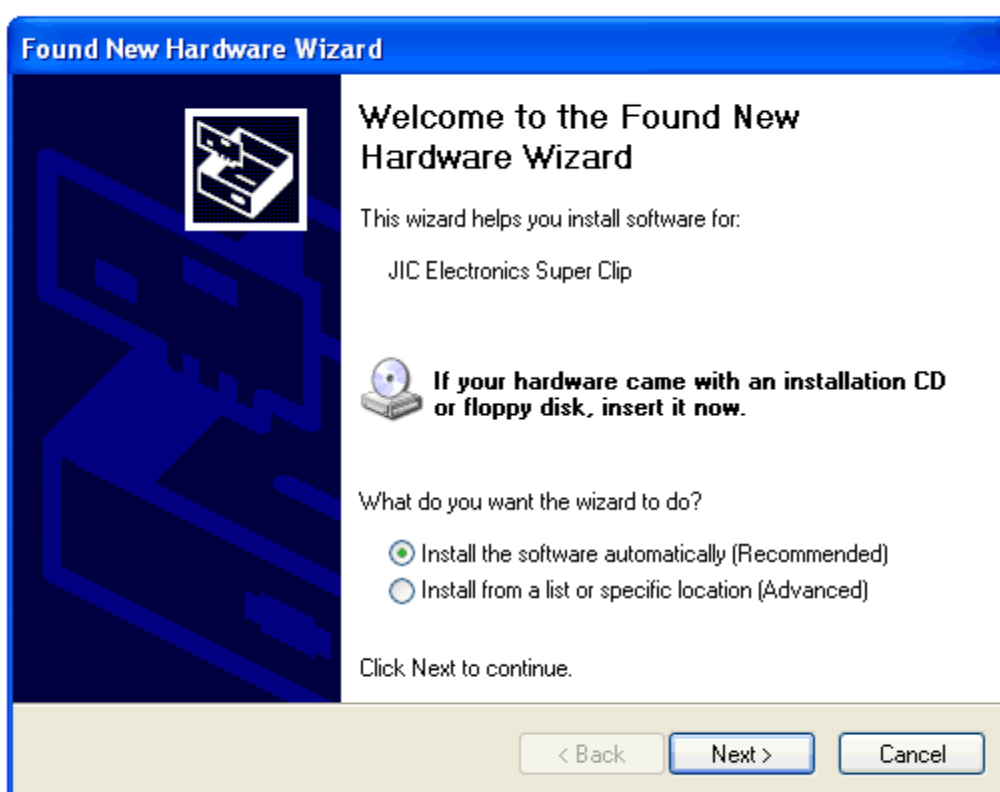 Found New Hardware Wizard
Welcome to the Found New
Hardware Wizard
This wizard helps you install software for:
JIC Electronics Super Clip
If your hardware came with an installation CD
or floppy disk, insert it now.
What do you want the wizard to do?
Install the software automatically (Recommended)
Install from a list or specific location (Advanced)
Click Next to continue.
< Back
Next >
Cancel